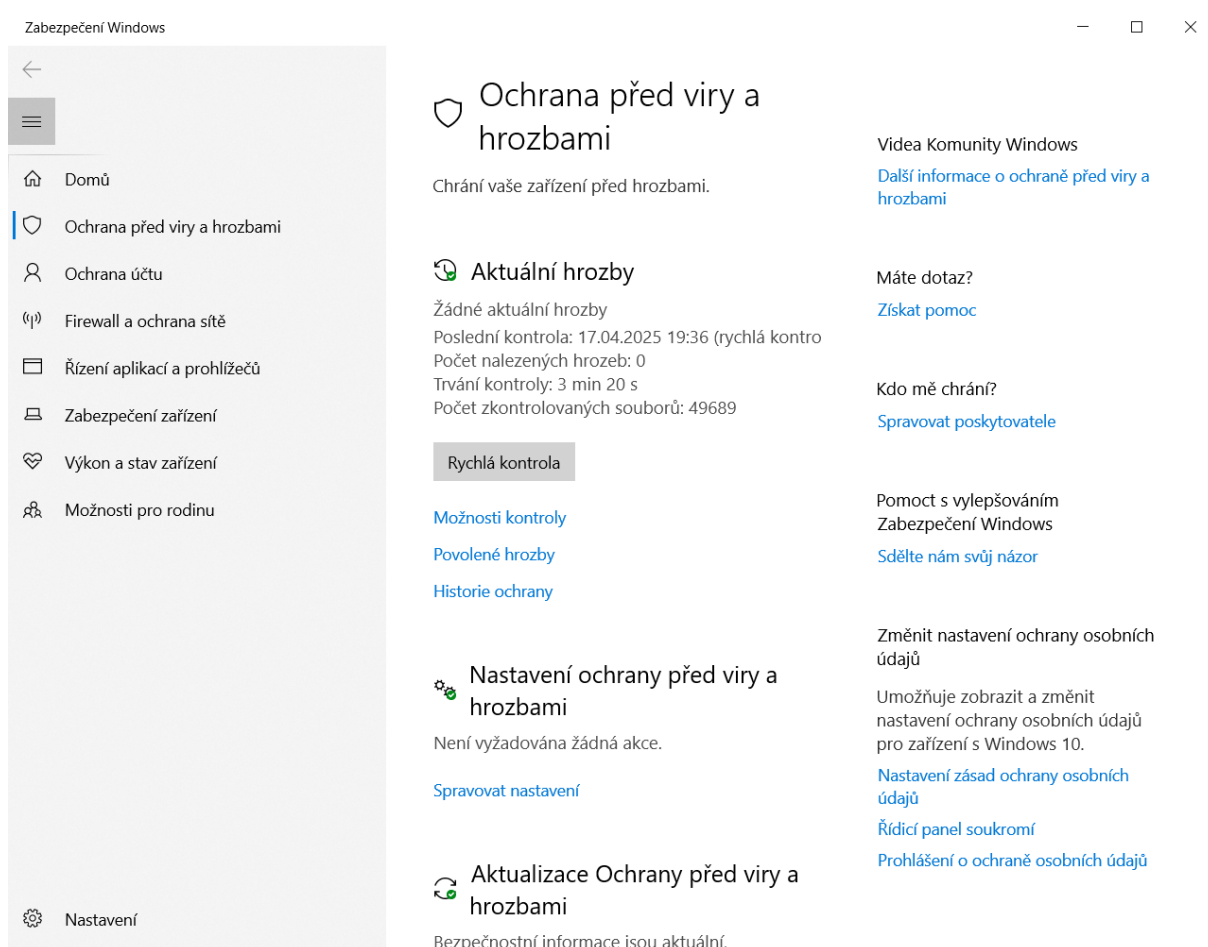 Zabezpečení Windows
Domů
Ochrana před viry a hrozbami
Ochrana účtu
Firewall a ochrana sítě
Řízení aplikací a prohlížečů
Zabezpečení zařízení
Výkon a stav zařízení
Možnosti pro rodinu
Nastavení
Ochrana před viry a
hrozbami
Chrání vaše zařízení před hrozbami.
Aktuální hrozby
Žádné aktuální hrozby
Poslední kontrola: 17.04.2025 19:36 (rychlá kontro
Počet nalezených hrozeb: 0
Trvání kontroly: 3 min 20 s
Počet zkontrolovaných souborů: 49689
Rychlá kontrola
Možnosti kontroly
Povolené hrozby
Historie ochrany
Nastavení ochrany před viry a
hrozbami
Není vyžadována žádná akce.
Spravovat nastavení
Aktualizace Ochrany před viry a
hrozbami
Bezpečnostní informace jsou aktuální.
Videa Komunity Windows
Další informace o ochraně před viry a
hrozbami
Máte dotaz?
Získat pomoc
Kdo mě chrání?
Spravovat poskytovatele
Pomoct s vylepšováním
Zabezpečení Windows
Sdělte nám svůj názor
Změnit nastavení ochrany osobních
údajů
Umožňuje zobrazit a změnit
nastavení ochrany osobních údajů
pro zařízení s Windows 10.
Nastavení zásad ochrany osobních
údajů
Řídicí panel soukromí
Prohlášení o ochraně osobních údajů